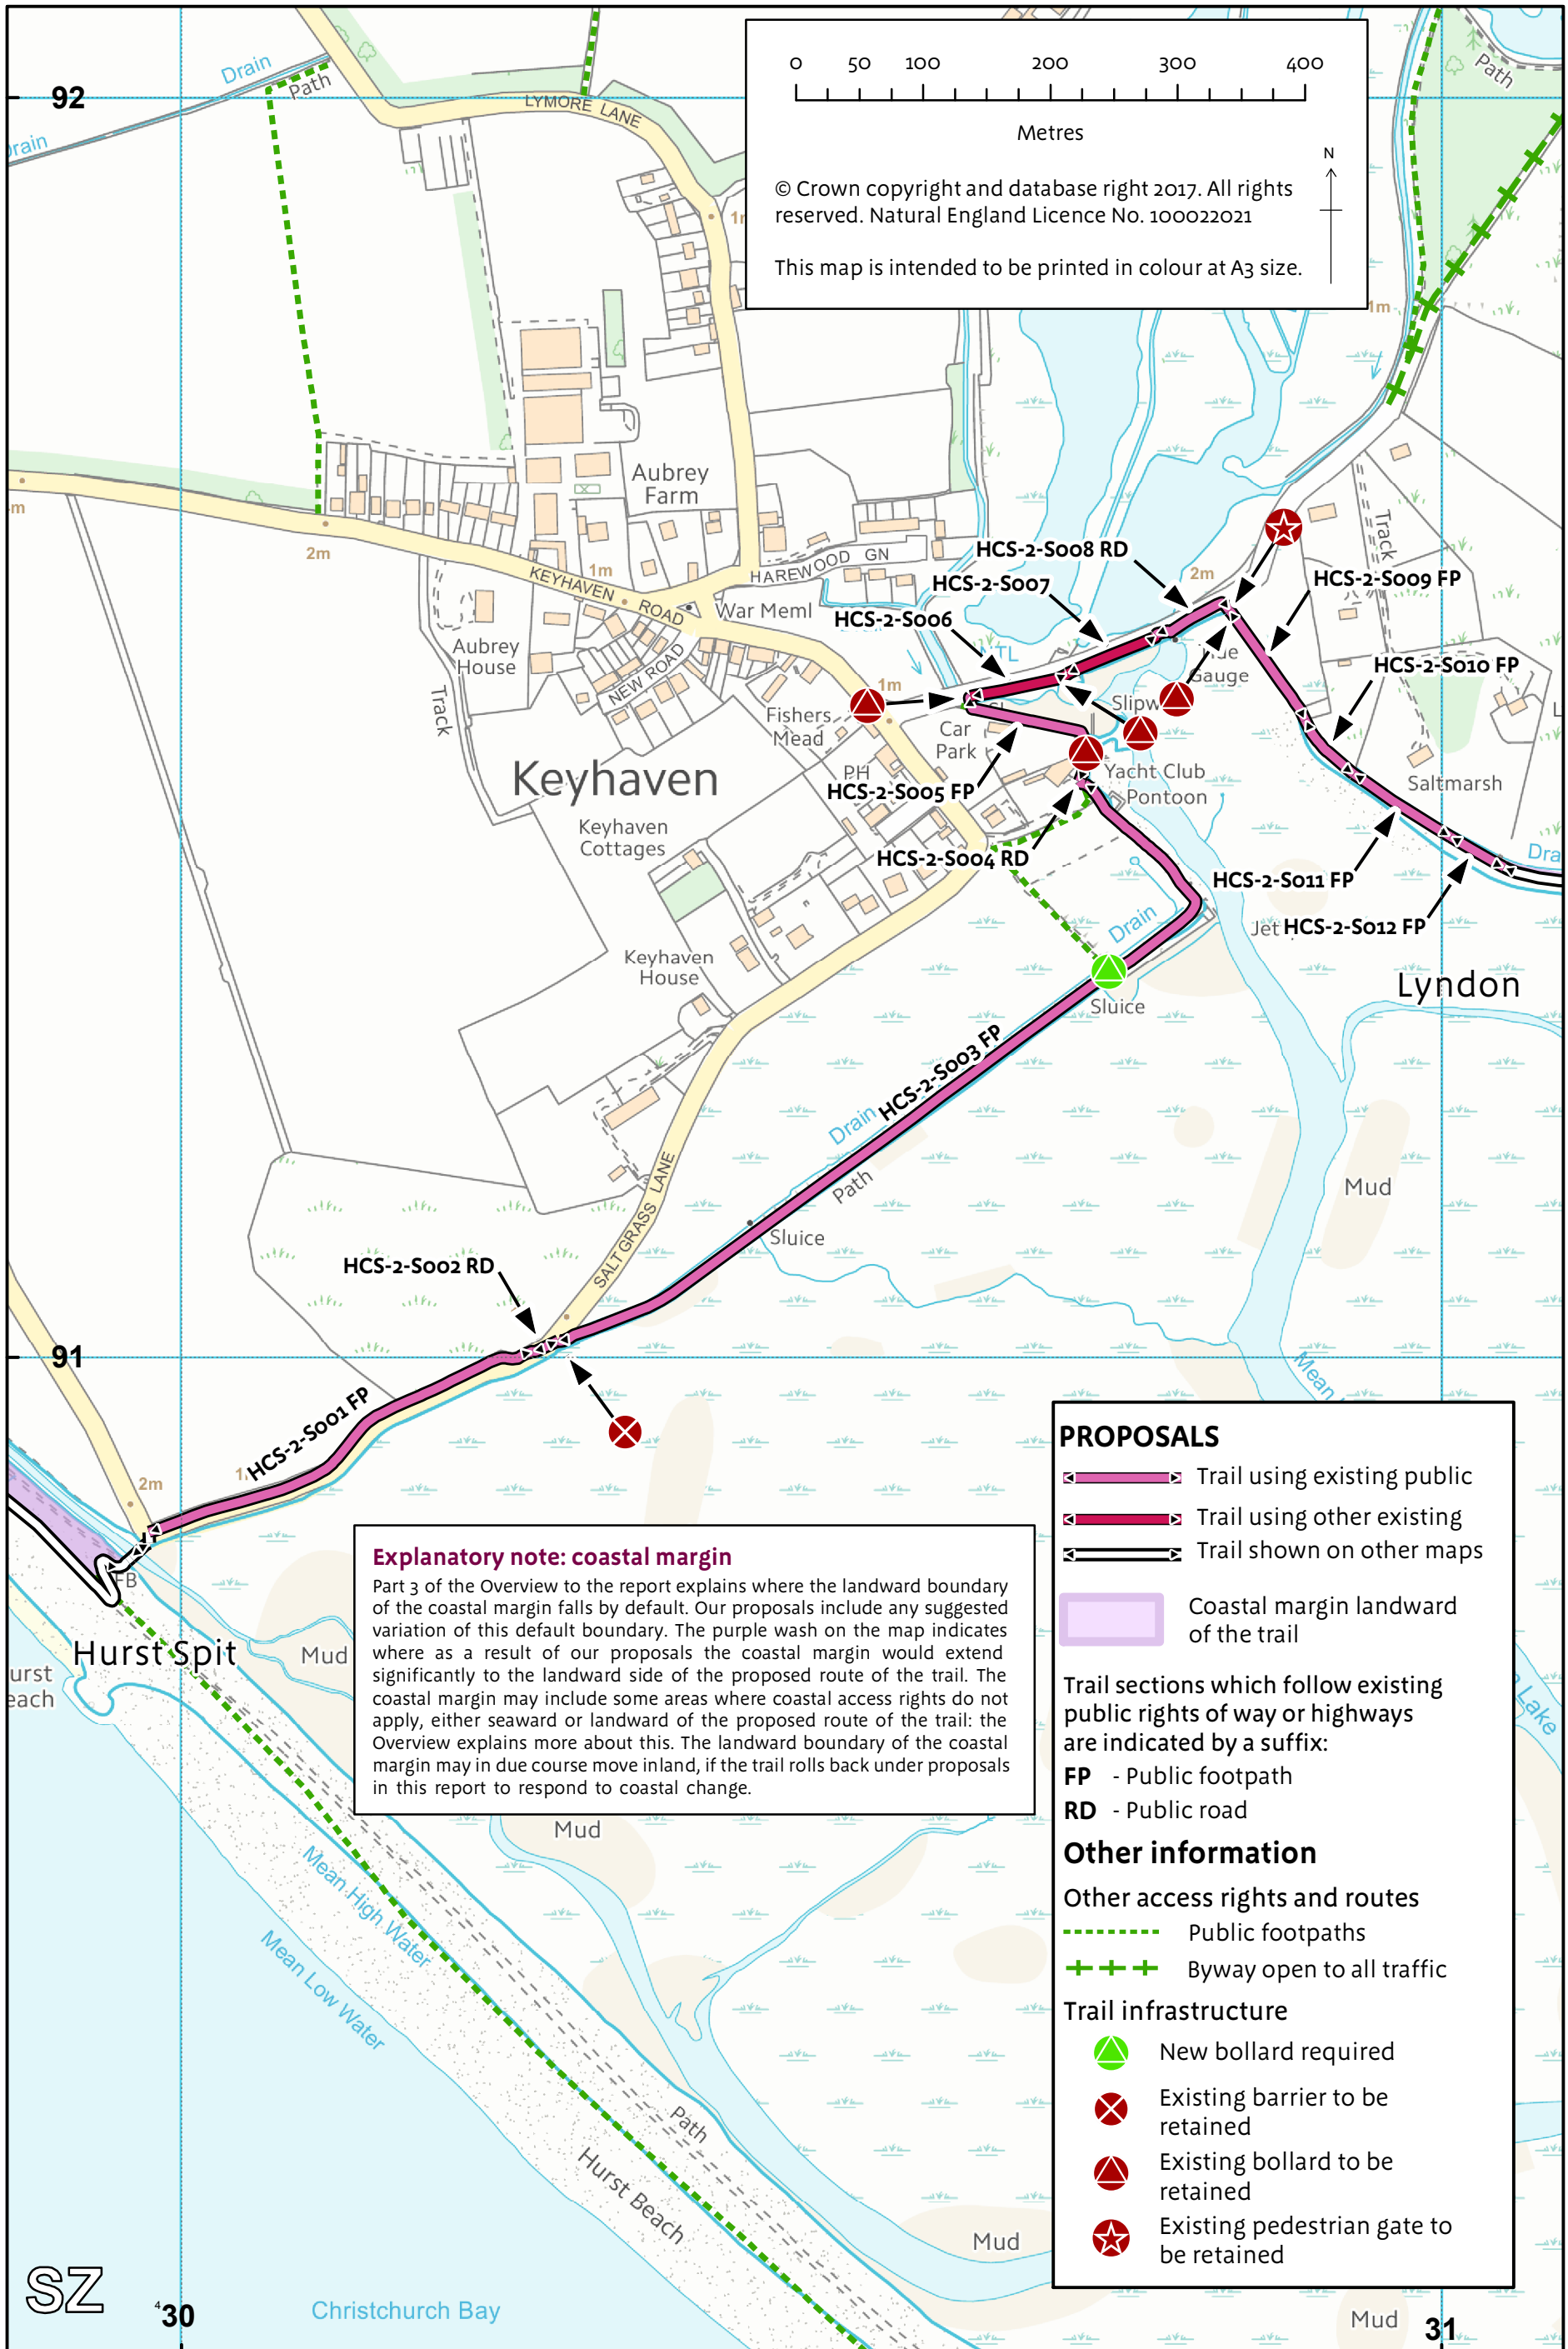 0 50 100 200 300 400
Metres
N
© Crown copyright and database right 2017. All rights
reserved. Natural England Licence No. 100022021
This map is intended to be printed in colour at A3 size.
92
Drain
Path
LYMORE LANE
Path
Drain
1m
Aubrey
Farm
2m
KEYHAVEN ROAD
1m
HAREWOOD GN
War Meml
Aubrey
House
NEW ROAD
Track
HCS-2-S008 RD
HCS-2-S007
HCS-2-S006
2m
Track
HCS-2-S009 FP
HCS-2-S010 FP
NTL
Gauge
1m
Fishers
Mead
Car
Park
PH
HCS-2-S005 FP
Yacht Club
Pontoon
Saltmarsh
Keyhaven
Keyhaven
Cottages
HCS-2-S004 RD
HCS-2-S011 FP
HCS-2-S012 FP
Drain
Keyhaven
House
Sluice
Lyndon
HCS-2-S003 FP
Drain
Path
Mud
Sluice
SALT GRASS LANE
HCS-2-S002 RD
91
Mean
HCS-2-S001 FP
2m
FB
Hurst Spit
Mud
Explanatory note: coastal margin
Part 3 of the Overview to the report explains where the landward boundary
of the coastal margin falls by default. Our proposals include any suggested
variation of this default boundary. The purple wash on the map indicates
where as a result of our proposals the coastal margin would extend
significantly to the landward side of the proposed route of the trail. The
coastal margin may include some areas where coastal access rights do not
apply, either seaward or landward of the proposed route of the trail: the
Overview explains more about this. The landward boundary of the coastal
margin may in due course move inland, if the trail rolls back under proposals
in this report to respond to coastal change.
PROPOSALS
Trail using existing public
Trail using other existing
Trail shown on other maps
Coastal margin landward
of the trail
Trail sections which follow existing
public rights of way or highways
are indicated by a suffix:
FP - Public footpath
RD - Public road
Other information
Other access rights and routes
Public footpaths
Byway open to all traffic
Trail infrastructure
New bollard required
Existing barrier to be
retained
Existing bollard to be
retained
Existing pedestrian gate to
be retained
Lake
Mud
Mean High Water
Mean Low Water
Path
Hurst Beach
Mud
Mud
Christchurch Bay
SZ
430
31